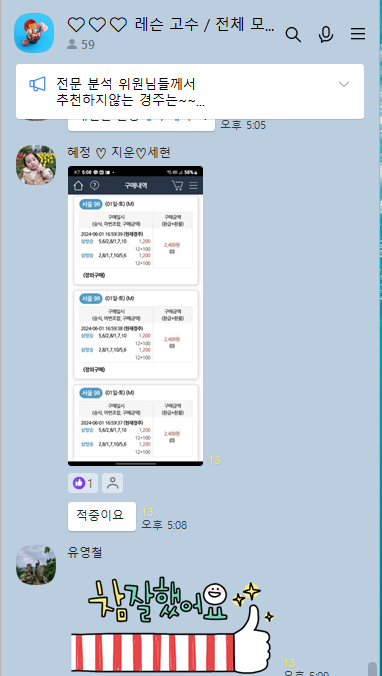 ♡♡♡ 레슨 고수 / 전체 모...
59
전문 분석 위원님들께서
추천하지않는 경주는~~...
오후 5:05
혜정 ♡ 지운♡세현
KT 5:08 58%
구매내역
서울 9R (01일·토) (M)
구매일시 구매금액
(승식, 마번조합, 구매금액) (환급+환불)
2024-06-01 16:59:39 (현재경주)
삼쌍승 5,6/2,8/1,7,10 1,200 2,400원
12×100
삼쌍승 2,8/1,7,10/5,6 1,200
12×100
(장외구매)
서울 9R (01일·토) (M)
구매일시 구매금액
(승식, 마번조합, 구매금액) (환급+환불)
2024-06-01 16:59:38 (현재경주)
삼쌍승 5,6/2,8/1,7,10 1,200 2,400원
12×100
삼쌍승 2,8/1,7,10/5,6 1,200
12×100
(장외구매)
서울 9R (01일·토) (M)
구매일시 구매금액
(승식, 마번조합, 구매금액) (환급+환불)
2024-06-01 16:59:37 (현재경주)
삼쌍승 5,6/2,8/1,7,10 1,200 2,400원
12×100
삼쌍승 2,8/1,7,10/5,6 1,200
12×100
13
1
적중이요
13
오후 5:08
유영철
참 잘했어요
13
오후 5:09